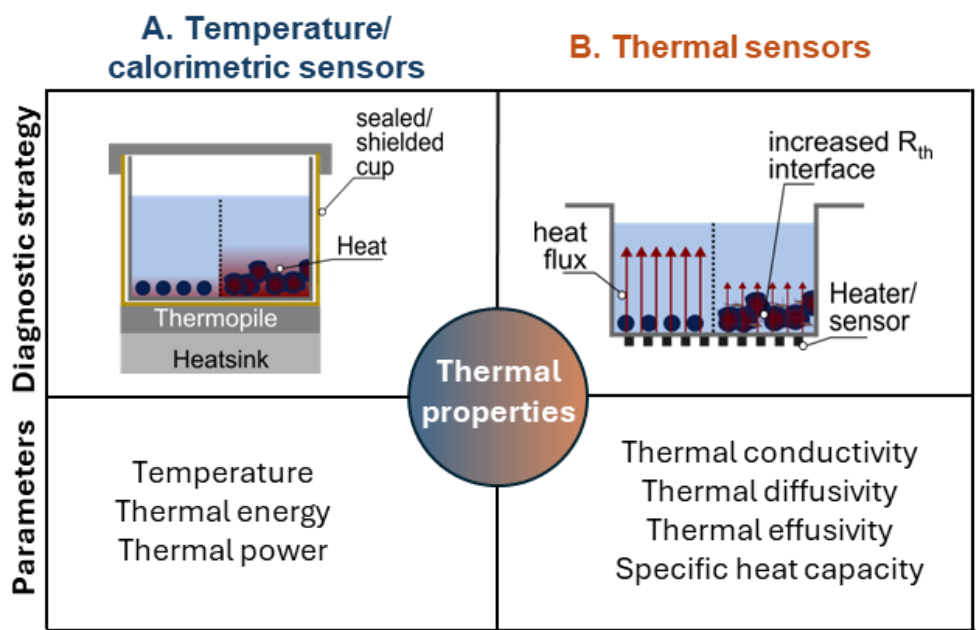 A. Temperature/
calorimetric sensors
B. Thermal sensors
Diagnostic strategy
sealed/
shielded
cup
Heat
Thermopile
Heatsink
increased Rth
interface
heat
flux
Heater/
sensor
Thermal
properties
Parameters
Temperature
Thermal energy
Thermal power
Thermal conductivity
Thermal diffusivity
Thermal effusivity
Specific heat capacity